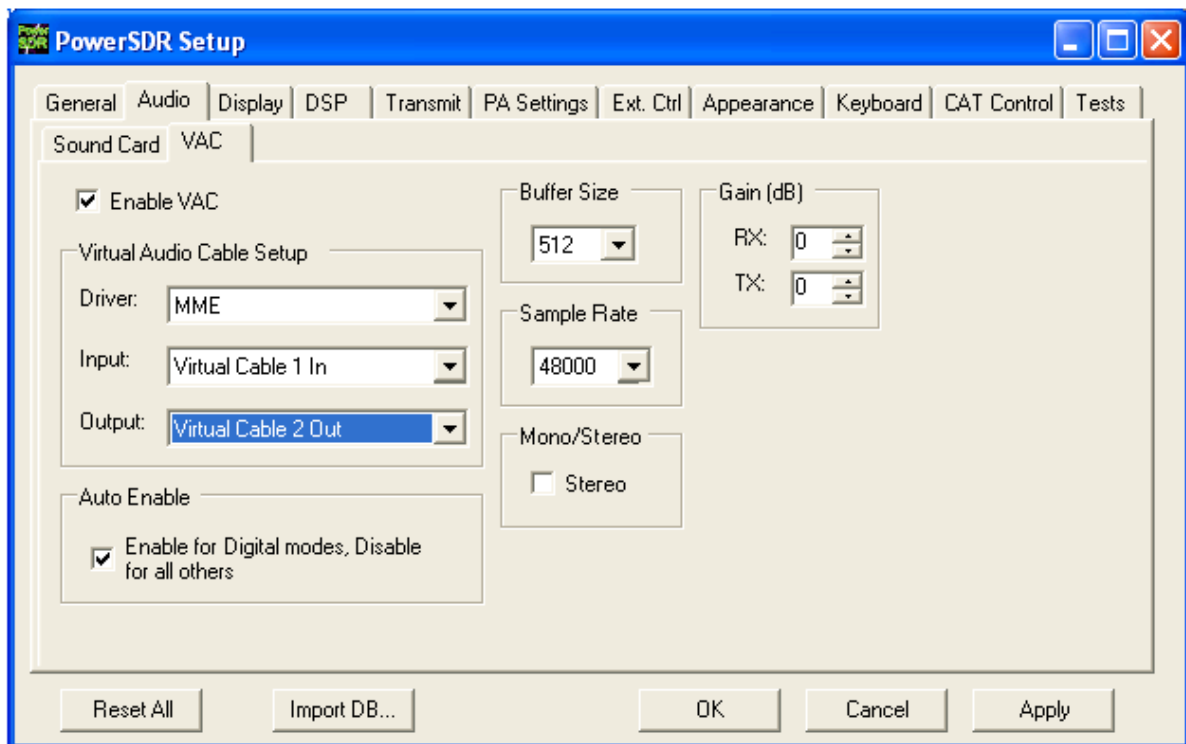 Power SDR PowerSDR Setup
General Audio Display DSP Transmit PA Settings Ext. Ctrl Appearance Keyboard CAT Control Tests
Sound Card VAC
Enable VAC
Virtual Audio Cable Setup
Driver: MME
Input: Virtual Cable 1 In
Output: Virtual Cable 2 Out
Auto Enable
Enable for Digital modes, Disable
for all others
Buffer Size
512
Sample Rate
48000
Mono/Stereo
Stereo
Gain (dB)
RX: 0
TX: 0
Reset All Import DB... OK Cancel Apply